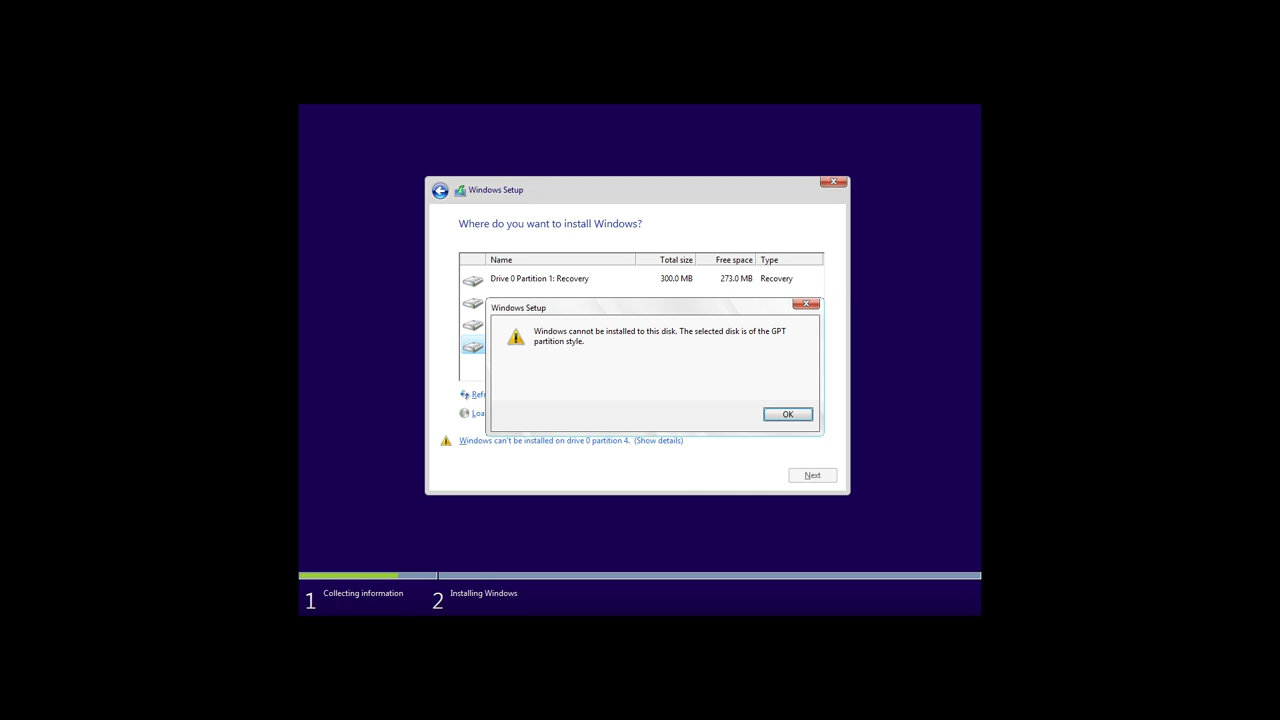 Windows Setup
Where do you want to install Windows?
Name Total size Free space Type
Drive 0 Partition 1: Recovery 300.0 MB 273.0 MB Recovery
Windows Setup
Windows cannot be installed to this disk. The selected disk is of the GPT
partition style.
OK
Refr
Loa
Windows can't be installed on drive 0 partition 4. (Show details)
Next
1 Collecting information
2 Installing Windows